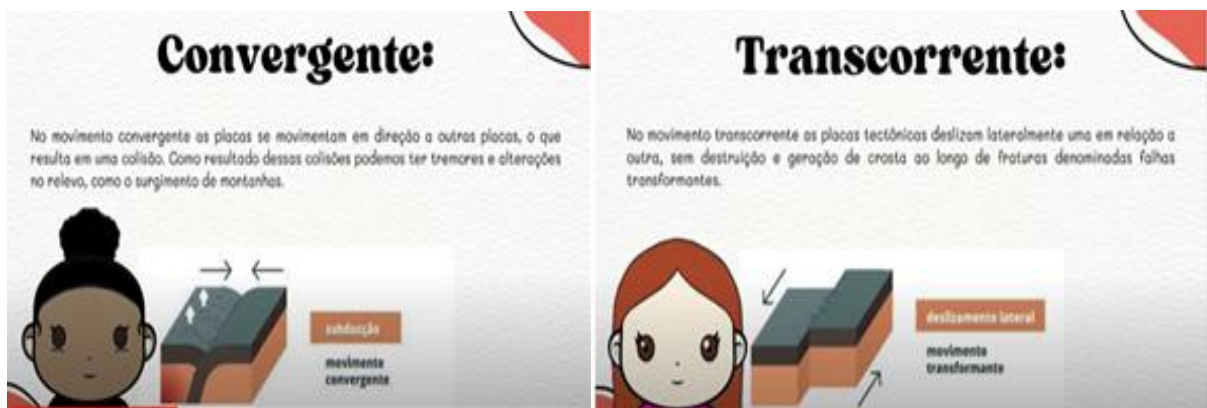 Convergente:
No movimento convergente as placas se movimentam em direção a outras placas, o que
resulta em uma colisão. Como resultado dessas colisões podemos ter tremores e alterações
no relevo, como o surgimento de montanhas.
subducção
movimento
convergente
Transcorrente:
No movimento transcorrente as placas tectônicas deslizam lateralmente uma em relação a
outra, sem destruição e geração de crosta ao longo de fraturas denominadas falhas
transformantes.
deslizamento lateral
movimento
transformante